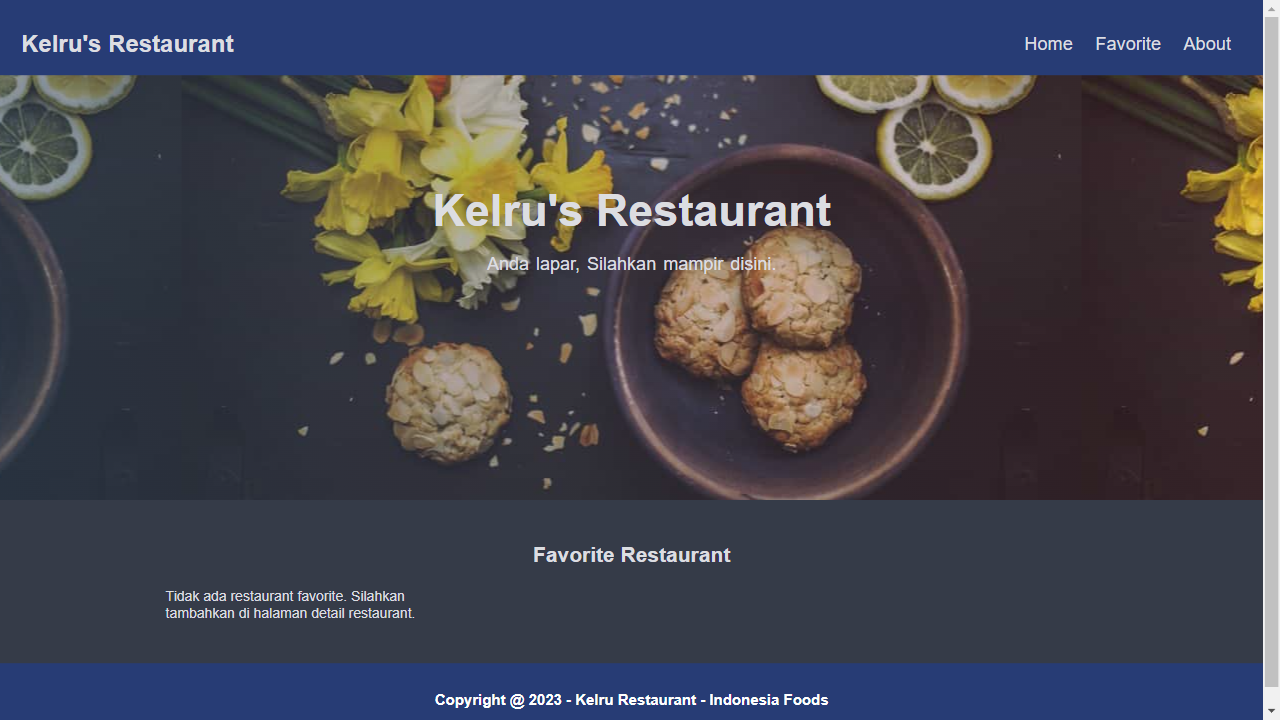 Kelru's Restaurant
Home Favorite About
Kelru's Restaurant
Anda lapar, Silahkan mampir disini.
Favorite Restaurant
Tidak ada restaurant favorite. Silahkan
tambahkan di halaman detail restaurant.
Copyright @ 2023 - Kelru Restaurant - Indonesia Foods